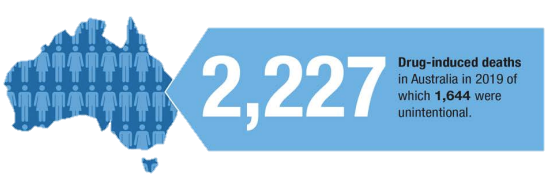 2,227
Drug-induced deaths
in Australia in 2019 of
which 1,644 were
unintentional.